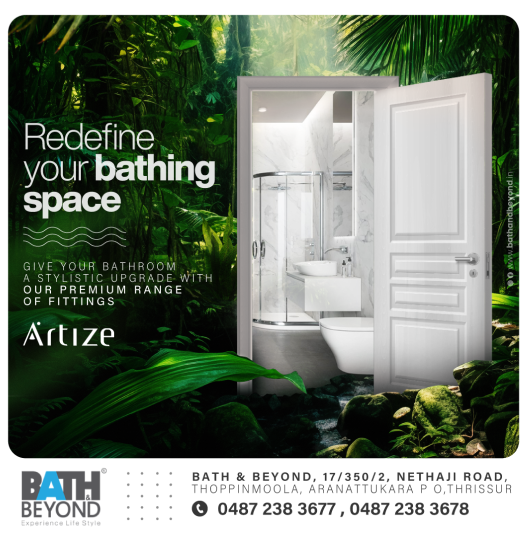 Redefine
your bathing
space
GIVE YOUR BATHROOM
A STYLISTIC UPGRADE WITH
OUR PREMIUM RANGE
OF FITTINGS
Artize
www.bathandbeyond.in
BATH®
& BEYOND
Experience Life Style
BATH & BEYOND, 17/350/2, NETHAJI ROAD,
THOPPINMOOLA, ARANATTUKARA P O,THRISSUR
0487 238 3677 , 0487 238 3678